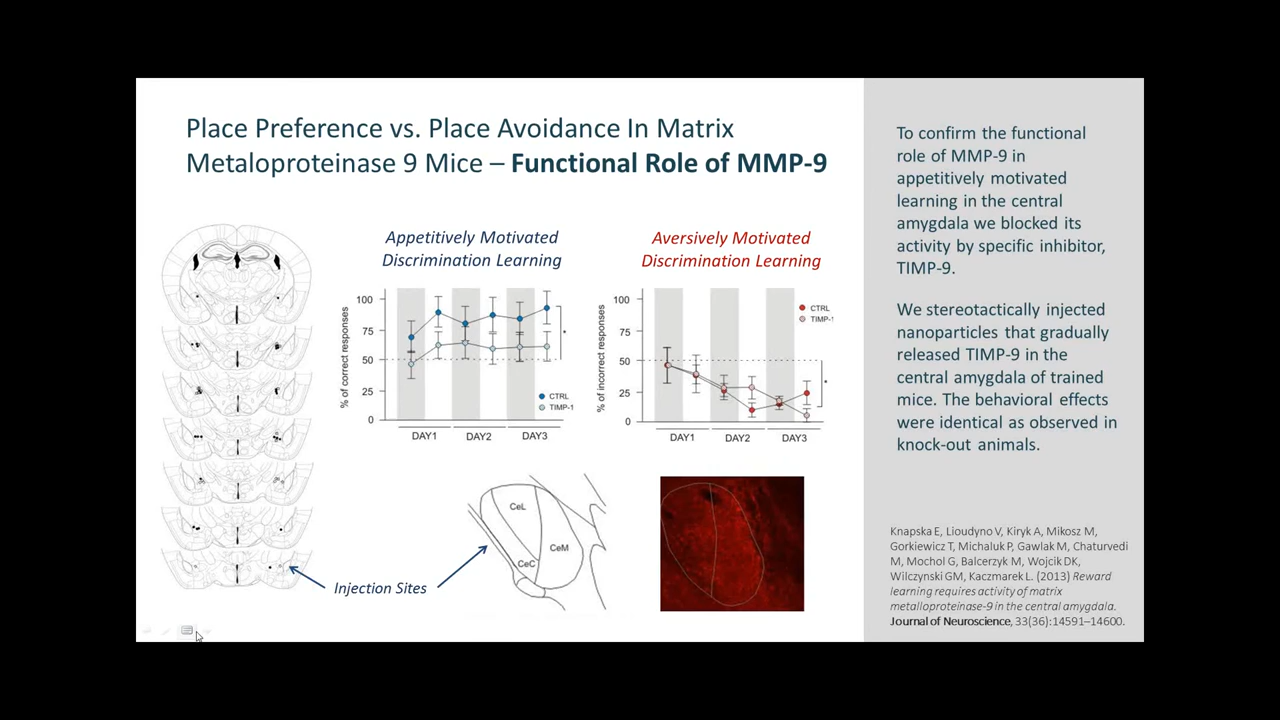 Place Preference vs. Place Avoidance In Matrix
Metaloproteinase 9 Mice – Functional Role of MMP-9
Appetitively Motivated
Discrimination Learning
% of correct responses
100
75
50
25
0
CTRL
TIMP-1
DAY1
DAY2
DAY3
Aversively Motivated
Discrimination Learning
% of incorrect responses
100
75
50
25
0
CTRL
TIMP-1
DAY1
DAY2
DAY3
*
*
CeL
CeM
CeC
Injection Sites
To confirm the functional
role of MMP-9 in
appetitively motivated
learning in the central
amygdala we blocked its
activity by specific inhibitor,
TIMP-9.
We stereotactically injected
nanoparticles that gradually
released TIMP-9 in the
central amygdala of trained
mice. The behavioral effects
were identical as observed in
knock-out animals.
Knapska E, Lioudyno V, Kiryk A, Mikosz M,
Gorkiewicz T, Michaluk P, Gawlak M, Chaturvedi
M, Mochol G, Balcerzyk M, Wojcik DK,
Wilczynski GM, Kaczmarek L. (2013) Reward
learning requires activity of matrix
metalloproteinase-9 in the central amygdala.
Journal of Neuroscience, 33(36):14591–14600.